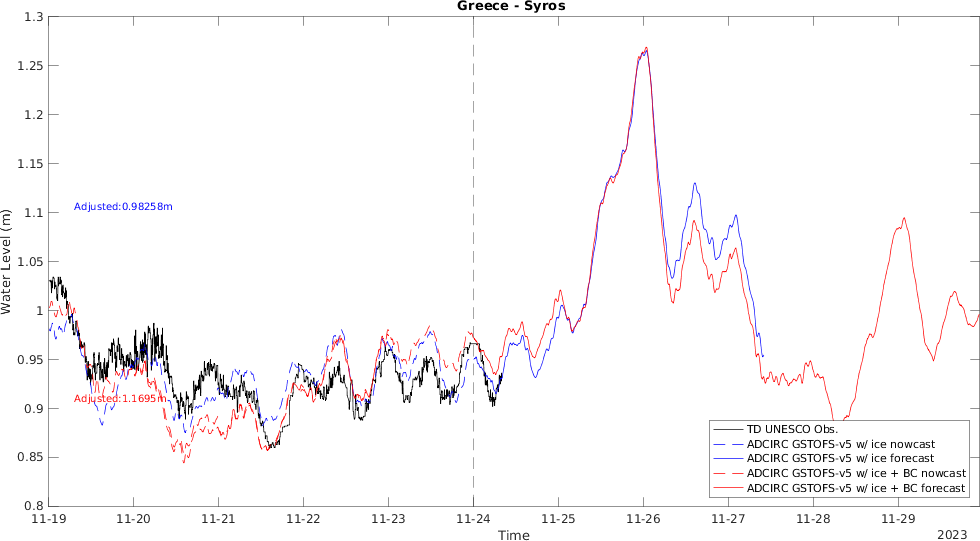 Greece - Syros
1.3
1.25
1.2
1.15
1.1
1.05
1
0.95
0.9
0.85
0.8
Water Level (m)
Adjusted:0.98258m
Adjusted:1.1695m
TD UNESCO Obs.
ADCIRC GSTOFS-v5 w/ ice nowcast
ADCIRC GSTOFS-v5 w/ ice forecast
ADCIRC GSTOFS-v5 w/ ice + BC nowcast
ADCIRC GSTOFS-v5 w/ ice + BC forecast
11-19 11-20 11-21 11-22 11-23 11-24 11-25 11-26 11-27 11-28 11-29
Time
2023